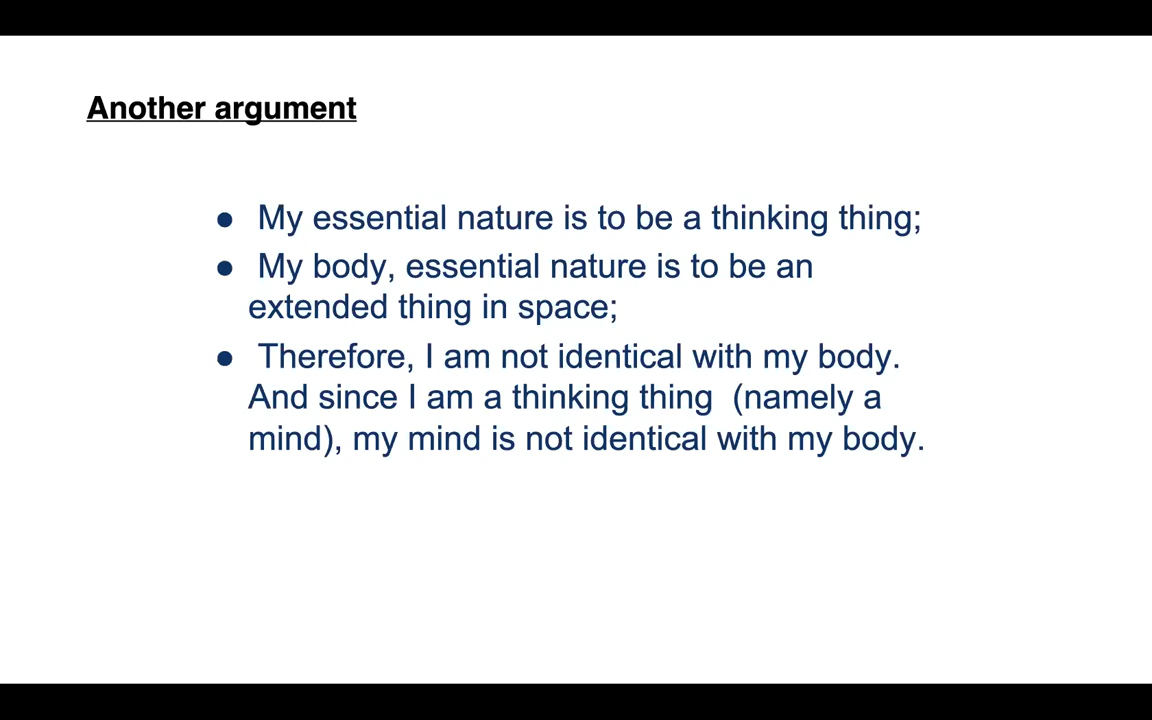 Another argument
● My essential nature is to be a thinking thing;
● My body, essential nature is to be an
extended thing in space;
● Therefore, I am not identical with my body.
And since I am a thinking thing  (namely a
mind), my mind is not identical with my body.